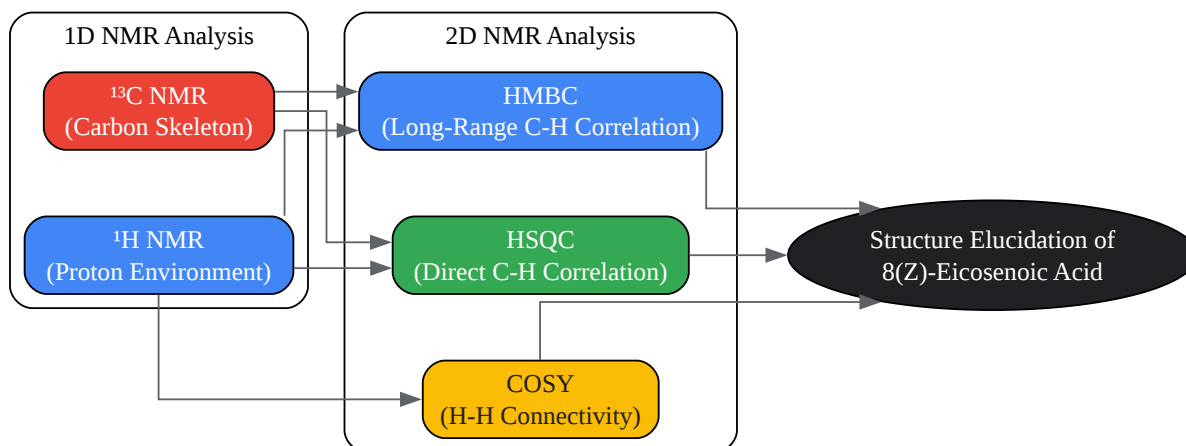 1D NMR Analysis
¹³C NMR
(Carbon Skeleton)
¹H NMR
(Proton Environment)
2D NMR Analysis
HMBC
(Long-Range C-H Correlation)
HSQC
(Direct C-H Correlation)
COSY
(H-H Connectivity)
Structure Elucidation of
8(Z)-Eicosenoic Acid